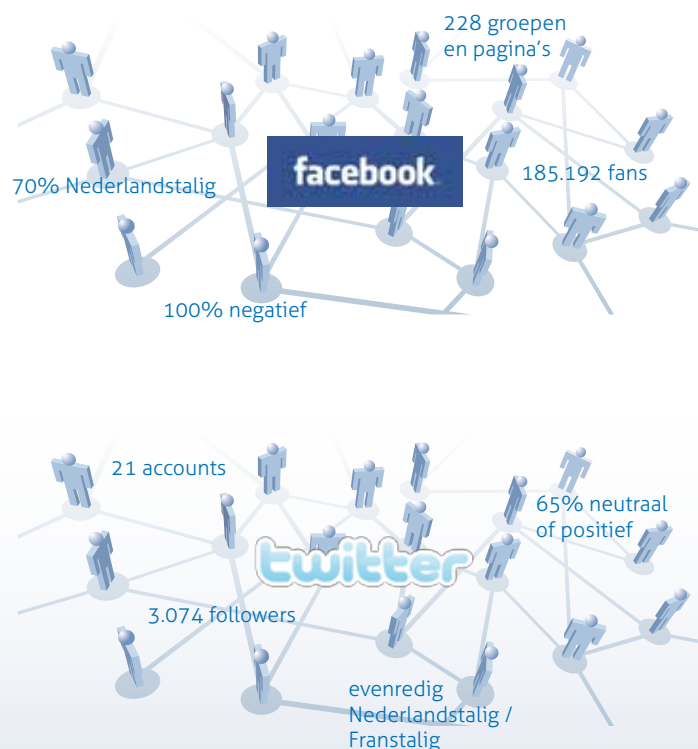 228 groepen
en pagina's
facebook
70% Nederlandstalig
185.192 fans
100% negatief
21 accounts
65% neutraal
of positief
twitter
3.074 followers
evenredig
Nederlandstalig /
Franstalig